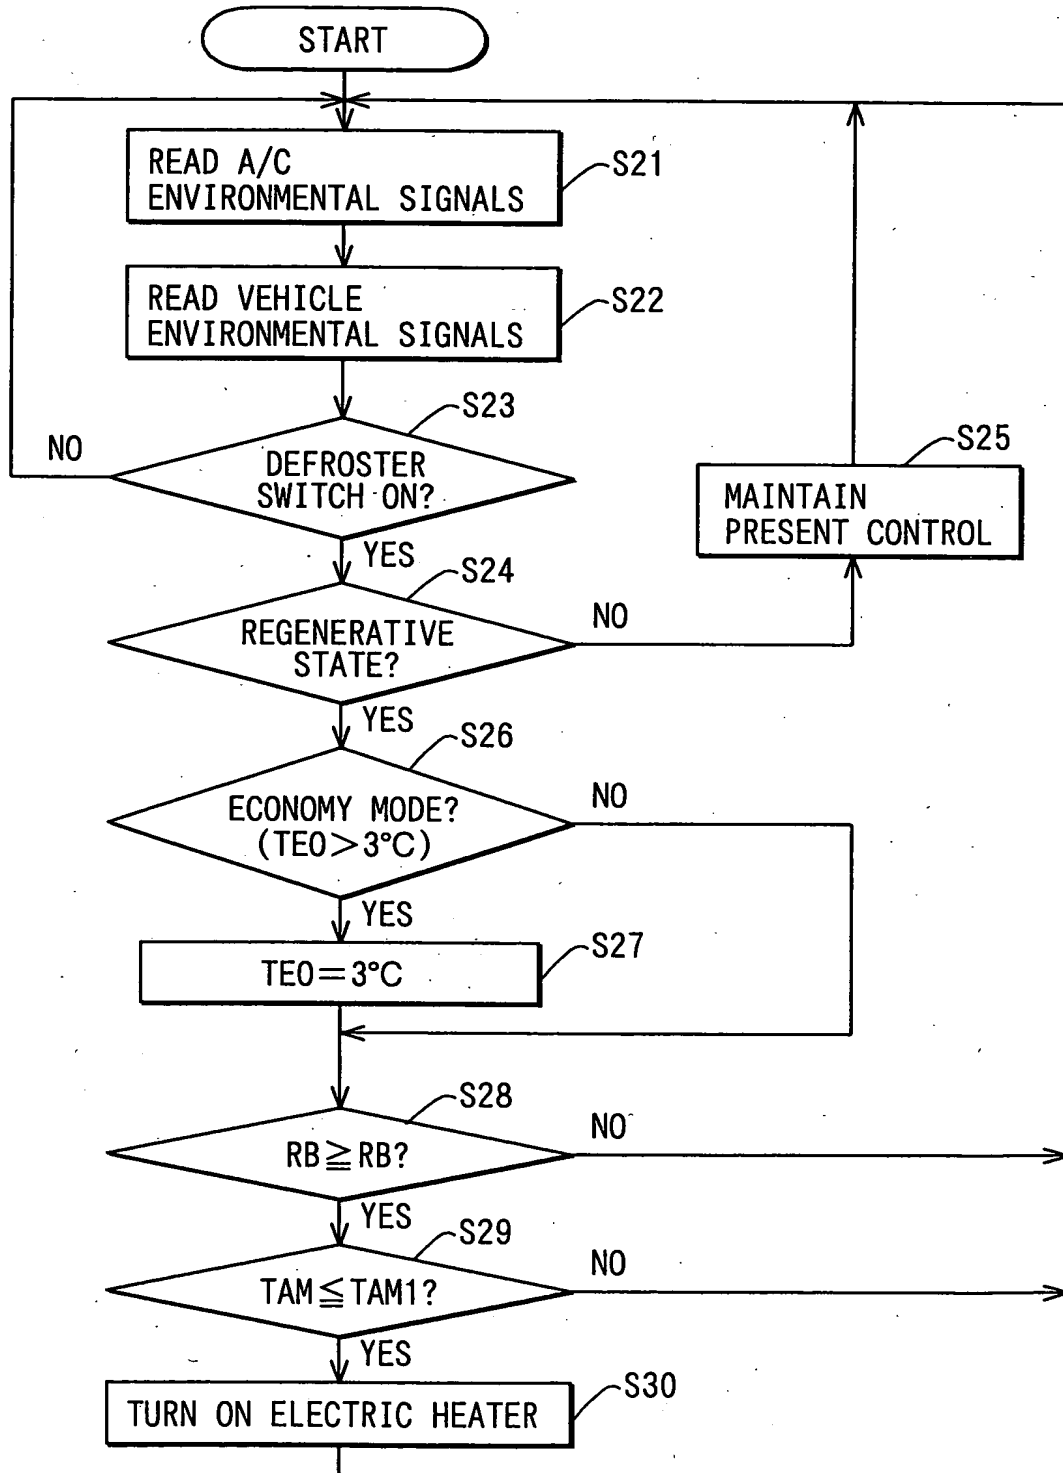 START
READ A/C
ENVIRONMENTAL SIGNALS
S21
READ VEHICLE
ENVIRONMENTAL SIGNALS
S22
S23
NO
DEFROSTER
SWITCH ON?
YES
S25
MAINTAIN
PRESENT CONTROL
S24
REGENERATIVE
STATE?
NO
YES
S26
ECONOMY MODE?
(TEO>3°C)
NO
YES
S27
TEO=3°C
S28
RB≧RB?
NO
YES
S29
TAM≦TAM1?
NO
YES
S30
TURN ON ELECTRIC HEATER